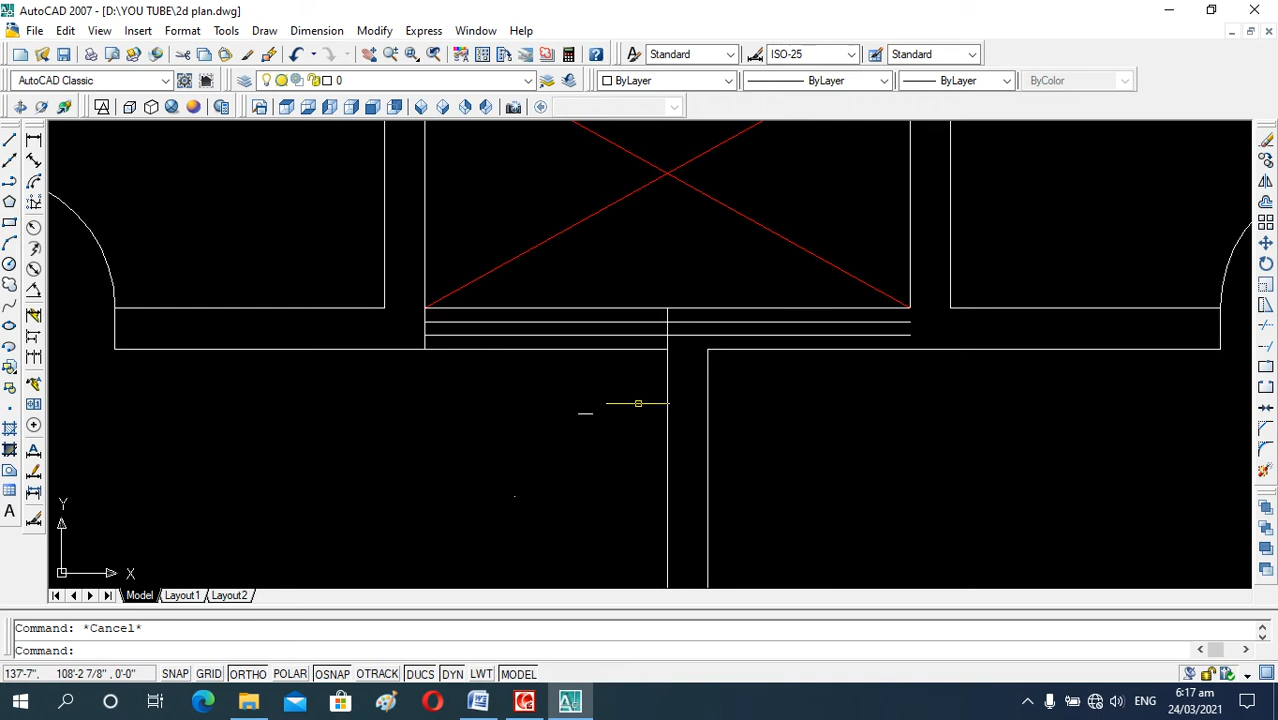 AutoCAD 2007 - [D:\YOU TUBE\2d plan.dwg]
File Edit View Insert Format Tools Draw Dimension Modify Express Window Help
Standard ISO-25 Standard
AutoCAD Classic 0 ByLayer ByLayer ByLayer ByColor
Y
X
Model Layout1 Layout2
Command: *Cancel*
Command:
137'-7", 108'-2 7/8", 0'-0" SNAP GRID ORTHO POLAR OSNAP OTRACK DUCS DYN LWT MODEL
ENG
6:17 am
24/03/2021